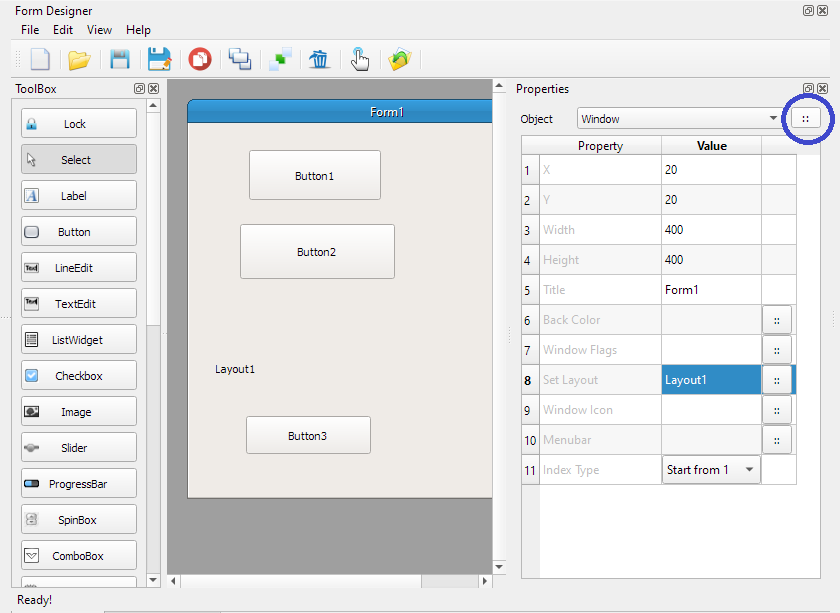 Form Designer
File Edit View Help
ToolBox
Lock
Select
Label
Button
LineEdit
TextEdit
ListWidget
Checkbox
Image
Slider
ProgressBar
SpinBox
ComboBox
Form1
Button1
Button2
Layout1
Button3
Properties
Object Window ::
Property Value
1 X 20
2 Y 20
3 Width 400
4 Height 400
5 Title Form1
6 Back Color ::
7 Window Flags ::
8 Set Layout Layout1 ::
9 Window Icon ::
10 Menubar ::
11 Index Type Start from 1
Ready!